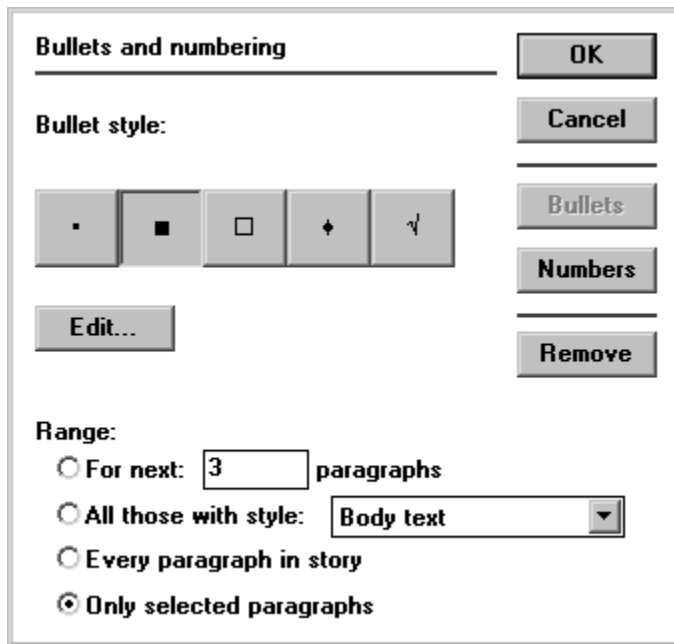 Bullets and numbering
OK
Cancel
Bullet style:
Bullets
Numbers
Edit...
Remove
Range:
For next: 3 paragraphs
All those with style: Body text
Every paragraph in story
Only selected paragraphs